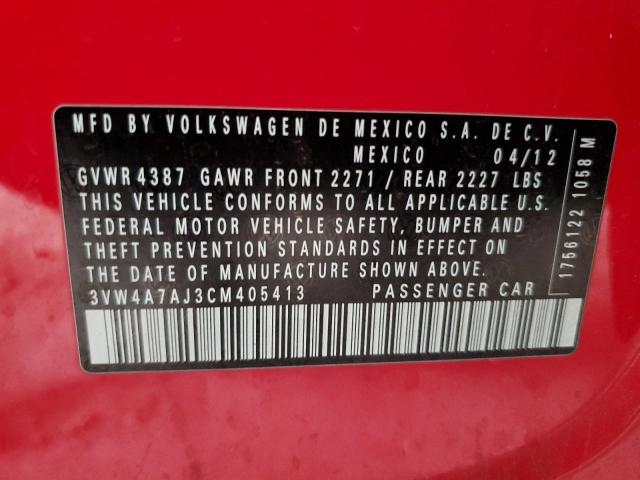 MFD BY VOLKSWAGEN DE MEXICO S.A. DE C.V.
MEXICO 04/12
GVWR 4387 GAWR FRONT 2271 / REAR 2227 LBS
THIS VEHICLE CONFORMS TO ALL APPLICABLE U.S.
FEDERAL MOTOR VEHICLE SAFETY, BUMPER AND
THEFT PREVENTION STANDARDS IN EFFECT ON
THE DATE OF MANUFACTURE SHOWN ABOVE.
3VW4A7AJ3CM405413 PASSENGER CAR
1756122 1058 M